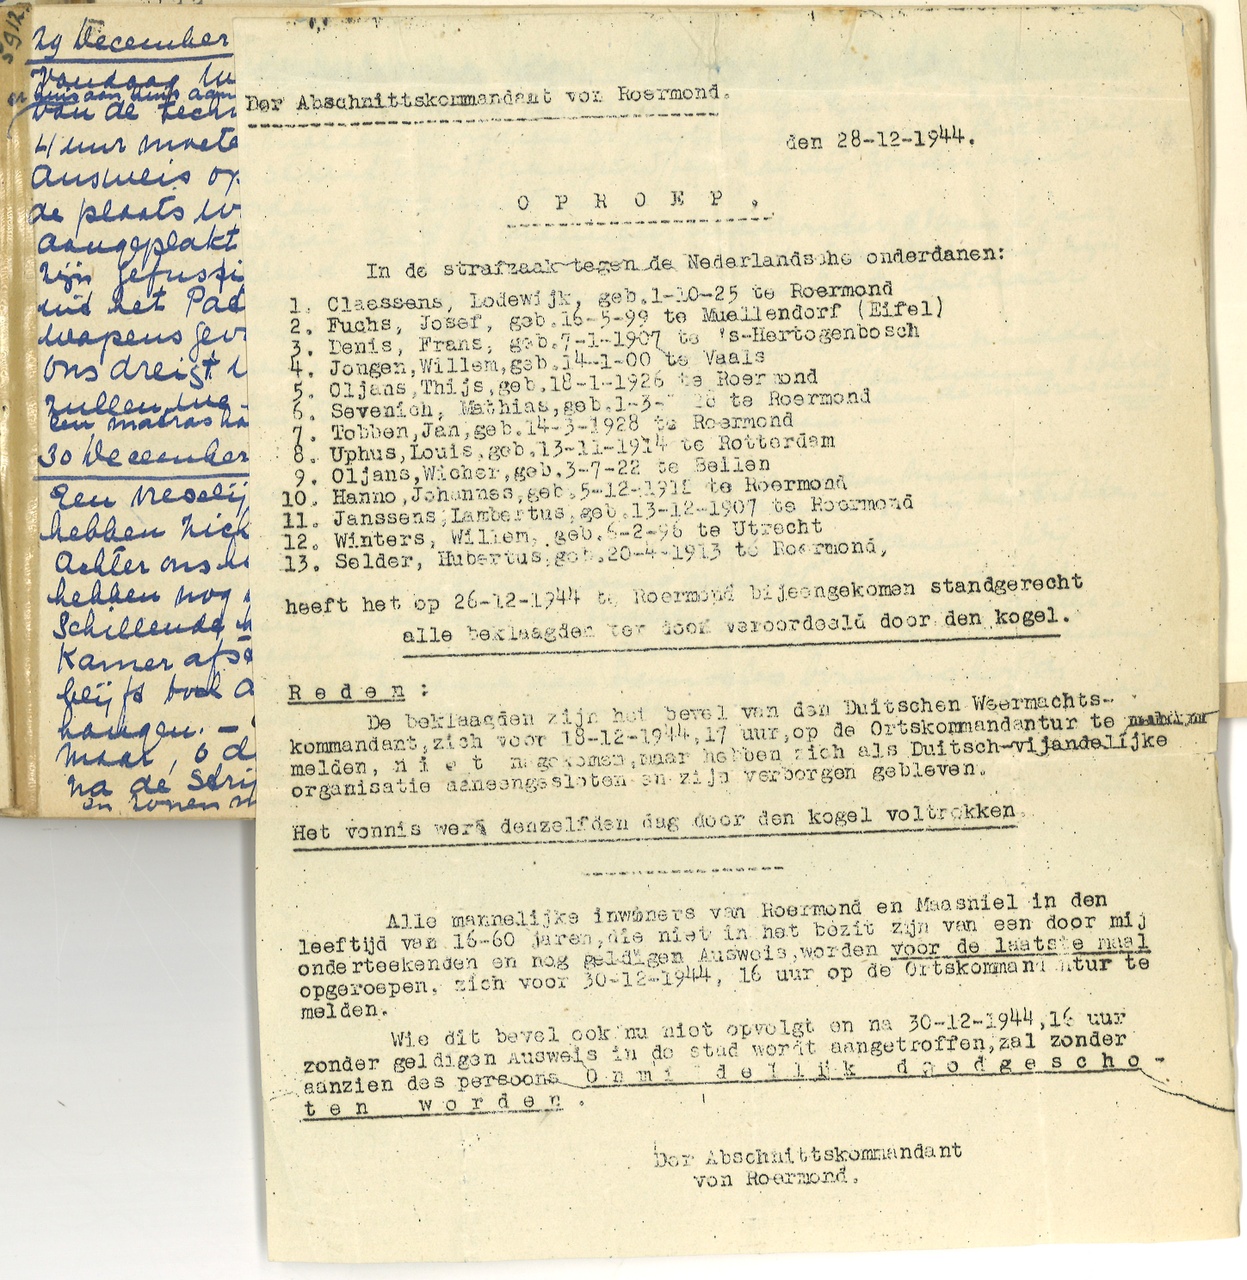 29 December
Vandaag
huis aan huis aan
van de
4 uur moete
Ausweis op
de plaats
aangeplakt
zijn
uit het
wapens
ons dreigt
zullen we
een matras
30 December
Een
hebben
Achter ons
hebben nog
Schillende
Kamer
blijft
hangen. -
maar, o
na de
en zonen
Der Abschnittskommandant von Roermond.
den 28-12-1944.
O P R O E P.
In de strafzaak tegen de Nederlandsche onderdanen:
1. Claessens, Lodewijk, geb.1-10-25 te Roermond
2. Fuchs, Josef, geb.16-5-99 te Muellendorf (Eifel)
3. Denis, Frans, geb.7-1-1907 te 's-Hertogenbosch
4. Jongen,Willem,geb.14-1-00 te Vaals
5. Oljans,Thijs,geb.18-1-1926 te Roermond
6. Sevenich, Mathias,geb.1-3- te Roermond
7. Tobben,Jan,geb.14-3-1928 te Roermond
8. Uphus,Louis,geb.13-11-1914 te Rotterdam
9. Oljans,Wicher,geb.3-7-22 te Beilen
10. Hanno,Johannes,geb.5-12-191 te Roermond
11. Janssens,Lambertus,geb.13-12-1907 te Roermond
12. Winters, Willem, geb.6-2-96 te Utrecht
13. Selder, Hubertus,geb.20-4-1913 te Roermond,
heeft het op 26-12-1944 te Roermond bijeengekomen standgerecht
alle beklaagden ter dood veroordeeld door den kogel.
R e d e n :
De beklaagden zijn het bevel van den Duitschen Weermachts-
kommandant,zich voor 18-12-1944,17 uur,op de Ortskommandantur te
melden, n i e t nagekomen,maar hebben zich als Duitsch-vijandelijke
organisatie aaneengesloten en zijn verborgen gebleven.
Het vonnis werd denzelfden dag door den kogel voltrokken.
Alle mannelijke inwoners van Roermond en Maasniel in den
leeftijd van 16-60 jaren,die niet in het bezit zijn van een door mij
onderteekenden en nog geldigen Ausweis,worden voor de laatste maal
opgeroepen, zich voor 30-12-1944, 16 uur op de Ortskommandantur te
melden.
Wie dit bevel ook nu niet opvolgt en na 30-12-1944,16 uur
zonder geldigen Ausweis in de stad wordt aangetroffen,zal zonder
aanzien des persoons O n m i d d e l l i j k d o o d g e s c h o -
t e n w o r d e n .
Der Abschnittskommandant
von Roermond.